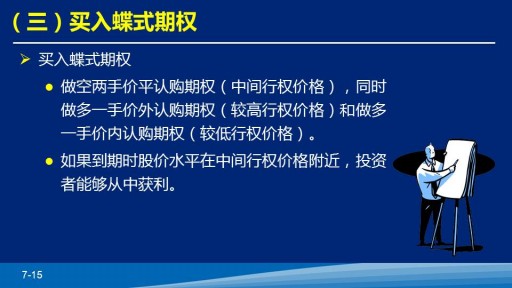 （三）买入蝶式期权
买入蝶式期权
做空两手价平认购期权（中间行权价格），同时
做多一手价外认购期权（较高行权价格）和做多
一手价内认购期权（较低行权价格）。
如果到期时股价水平在中间行权价格附近，投资
者能够从中获利。
7-15